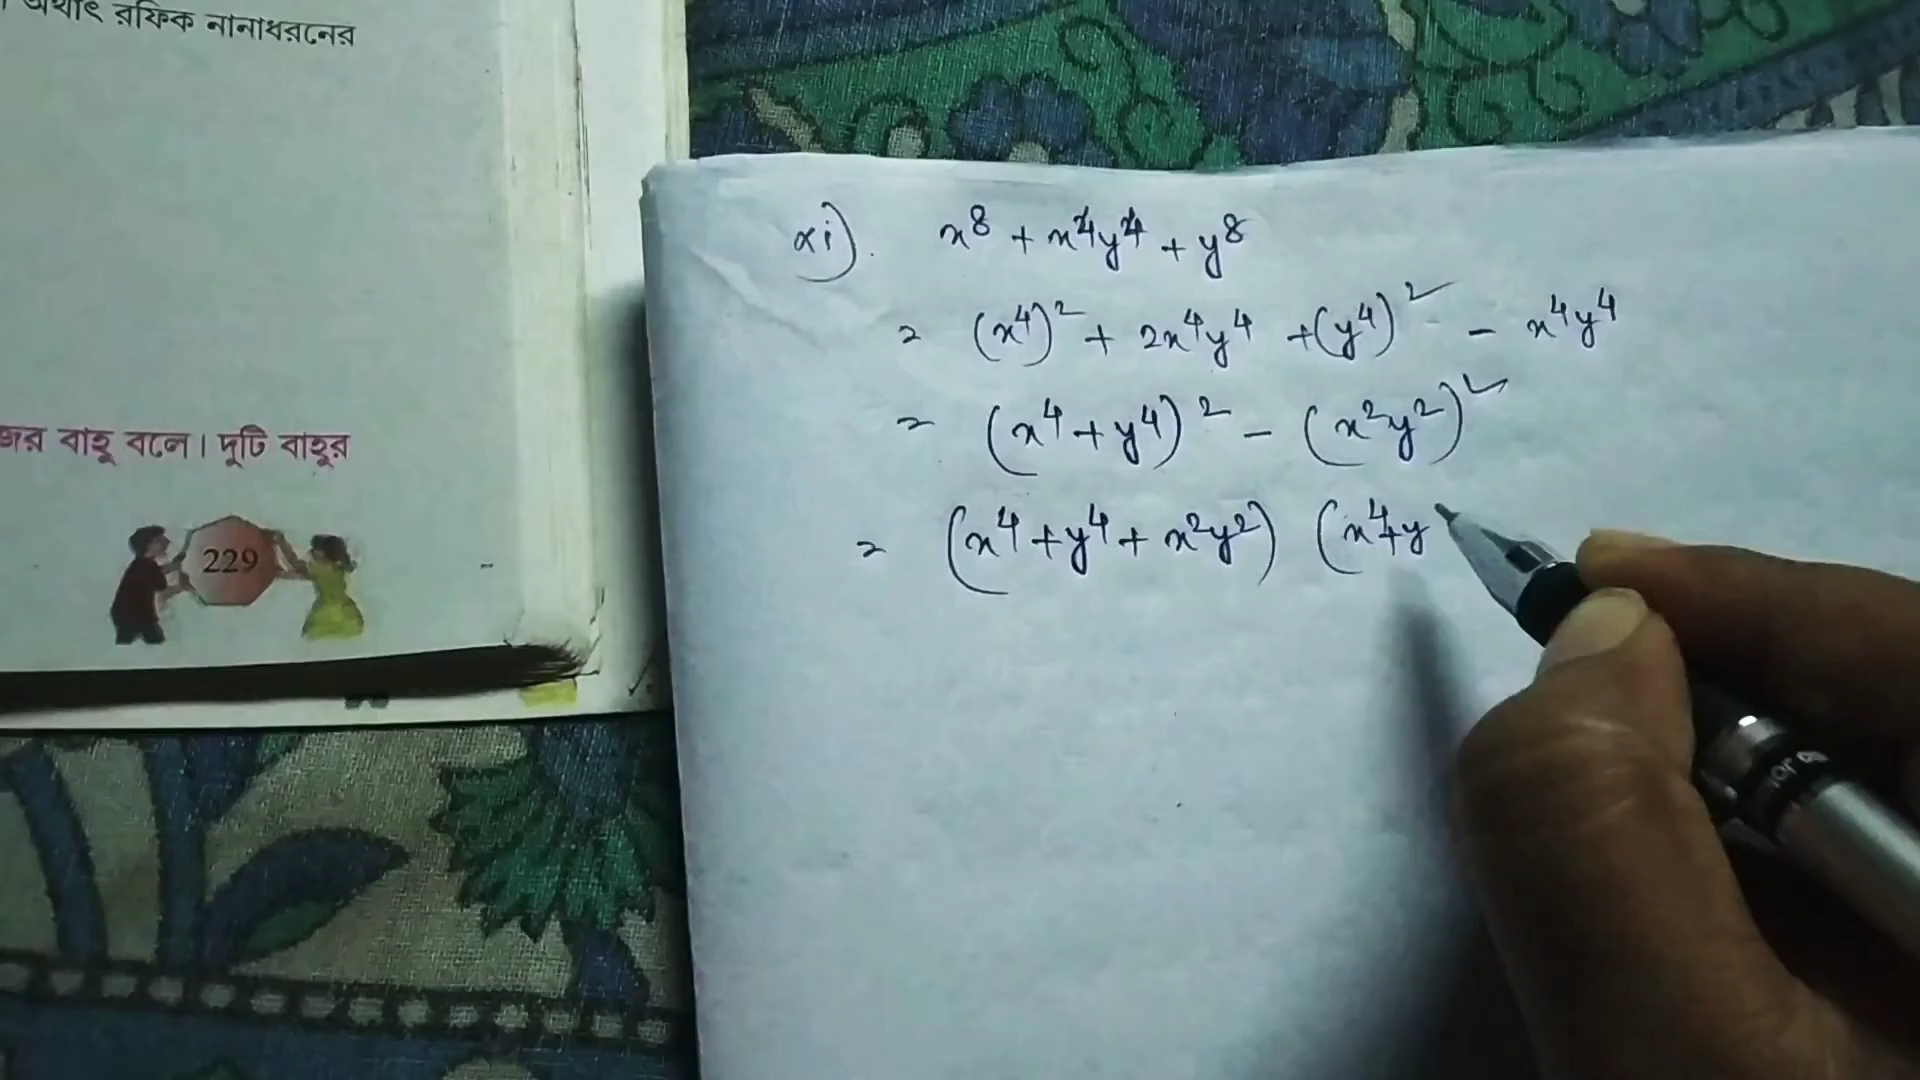 অর্থাৎ রফিক নানাধরনের
বাহু বলে। দুটি বাহুর
229
xi). x⁸ + x⁴y⁴ + y⁸
= (x⁴)² + 2x⁴y⁴ + (y⁴)² - x⁴y⁴
= (x⁴ + y⁴)² - (x²y²)²
= (x⁴ + y⁴ + x²y²) (x⁴ + y